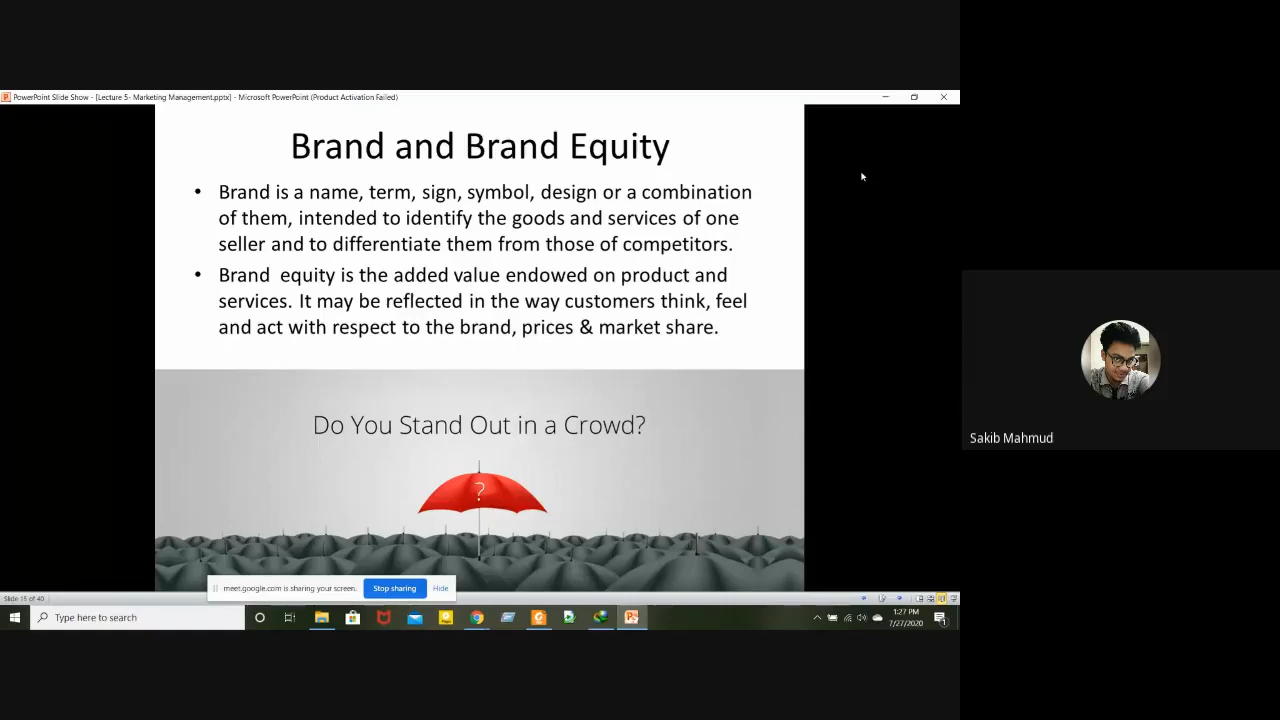 PowerPoint Slide Show - [Lecture 5- Marketing Management.pptx] - Microsoft PowerPoint (Product Activation Failed)
Brand and Brand Equity
• Brand is a name, term, sign, symbol, design or a combination
of them, intended to identify the goods and services of one
seller and to differentiate them from those of competitors.
• Brand equity is the added value endowed on product and
services. It may be reflected in the way customers think, feel
and act with respect to the brand, prices & market share.
Do You Stand Out in a Crowd?
?
Sakib Mahmud
meet.google.com is sharing your screen.
Stop sharing
Hide
Slide 15 of 40
Type here to search
1:27 PM
7/27/2020
1